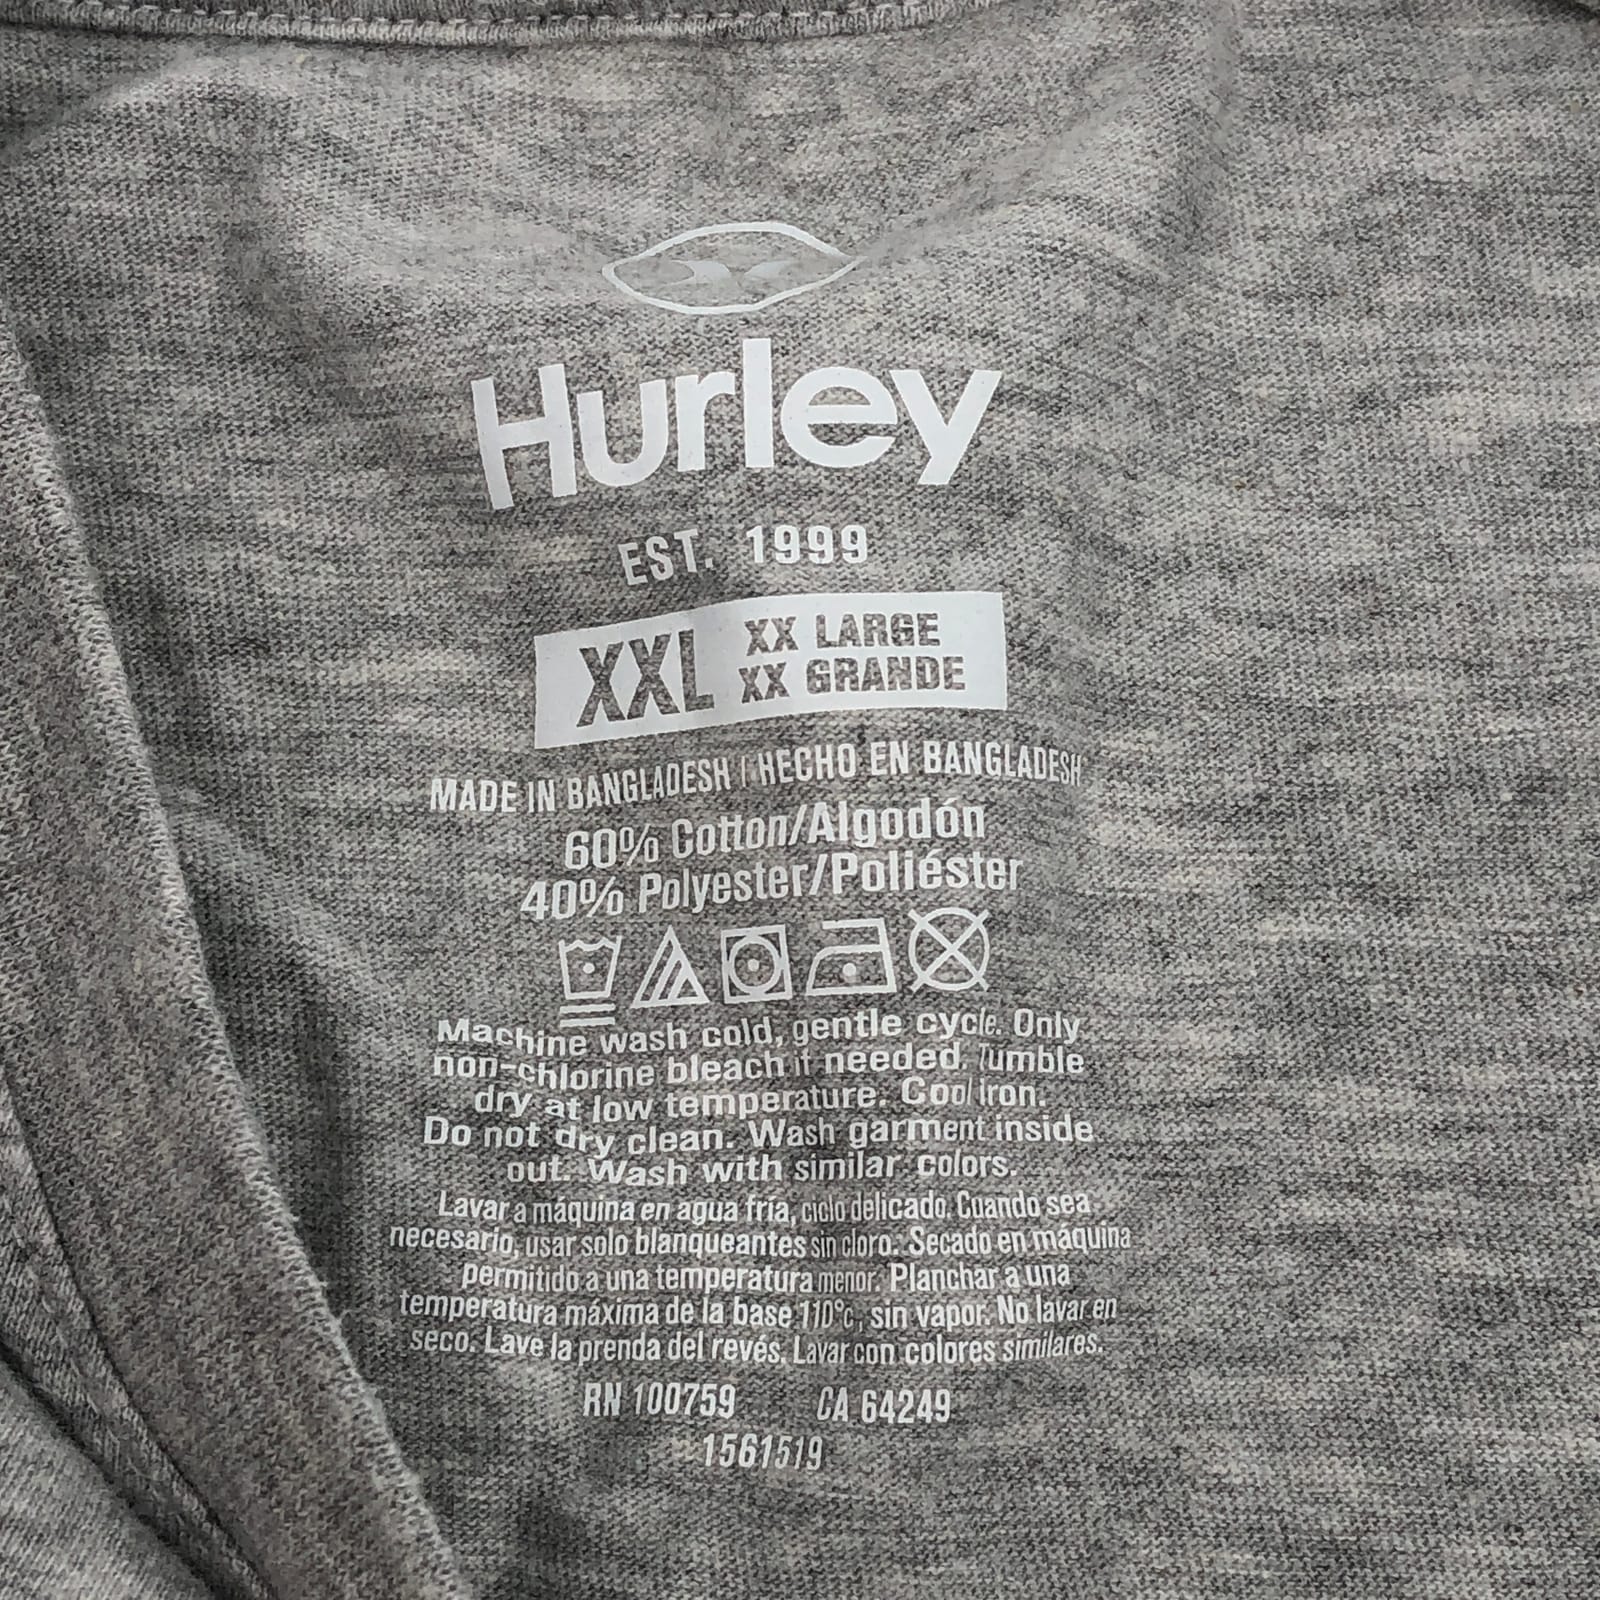 Hurley
EST. 1999
XXL XX LARGE
XX GRANDE
MADE IN BANGLADESH | HECHO EN BANGLADESH
60% Cotton/Algodón
40% Polyester/Poliéster
Machine wash cold, gentle cycle. Only
non-chlorine bleach if needed. Tumble
dry at low temperature. Cool iron.
Do not dry clean. Wash garment inside
out. Wash with similar colors.
Lavar a máquina en agua fría, ciclo delicado. Cuando sea
necesario, usar solo blanqueantes sin cloro. Secado en máquina
permitido a una temperatura menor. Planchar a una
temperatura máxima de la base 110°c, sin vapor. No lavar en
seco. Lave la prenda del revés. Lavar con colores similares.
RN 100759 CA 64249
1561519